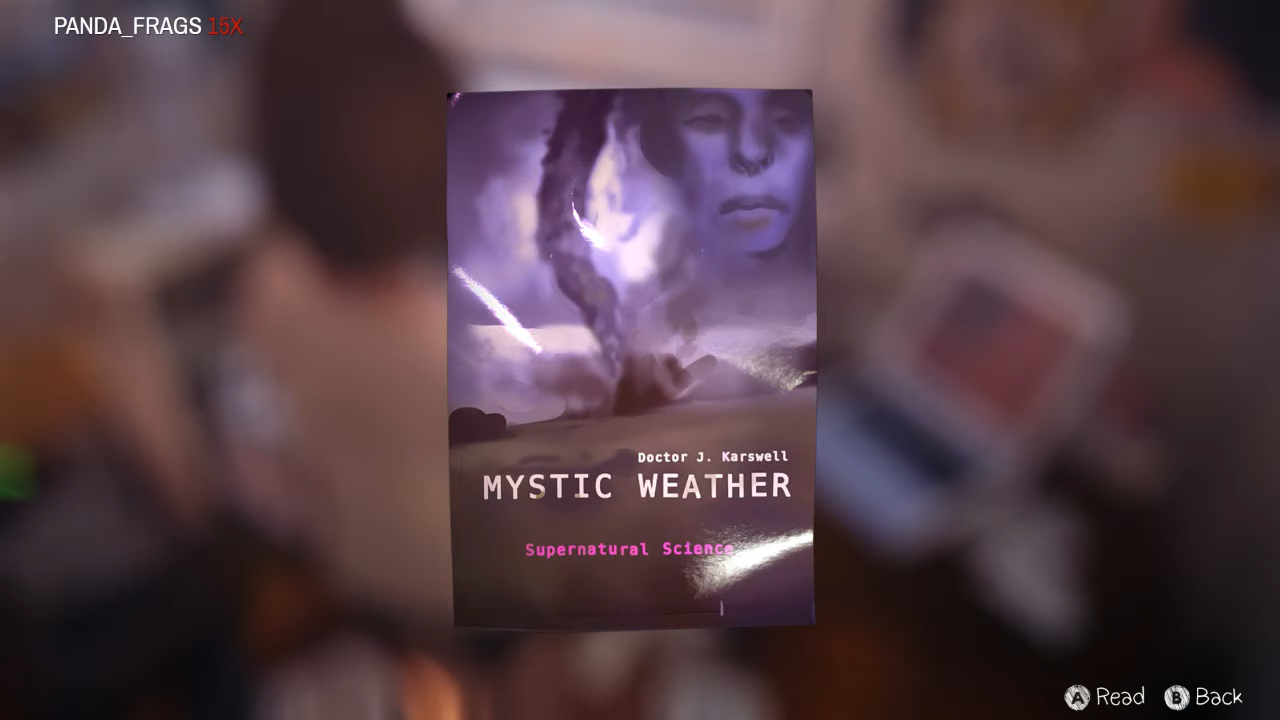 PANDA_FRAGS 15X
Doctor J. Karswell
MYSTIC WEATHER
Supernatural Science
A Read B Back